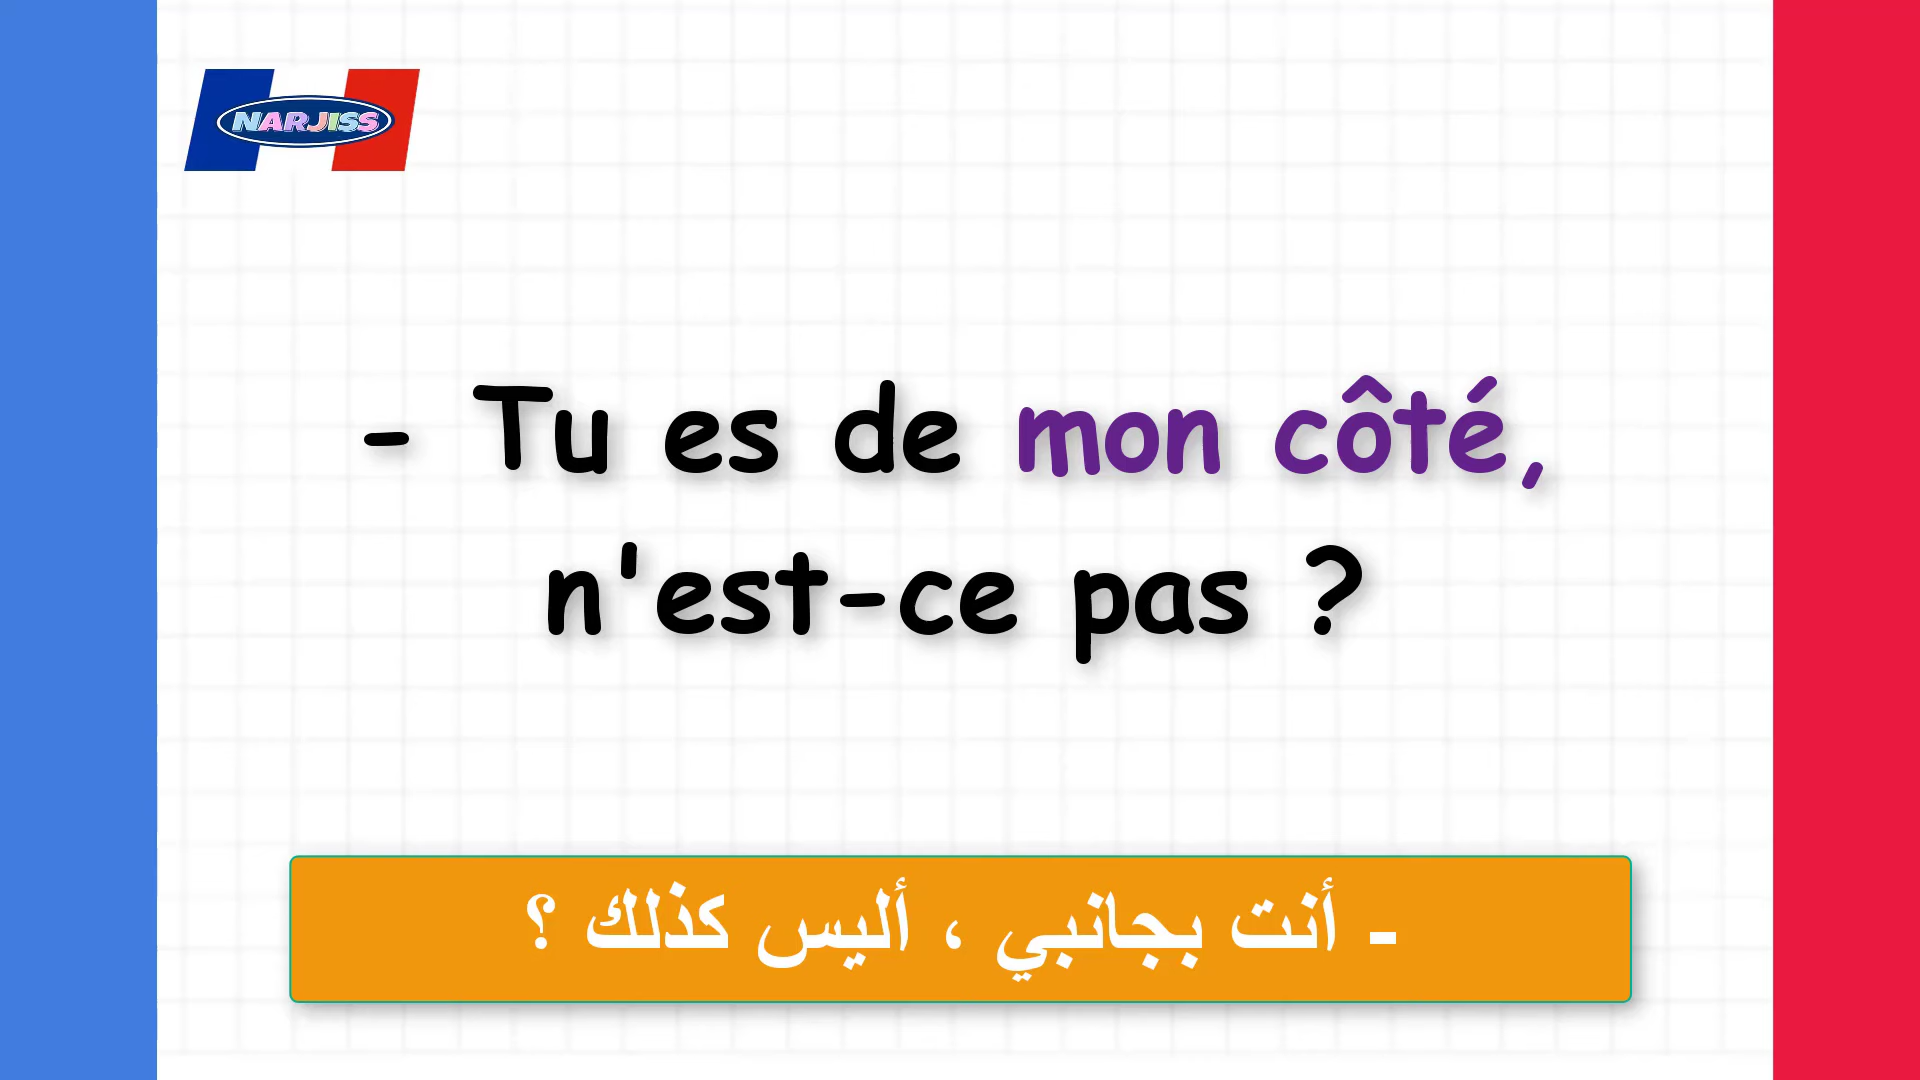 NARJISS
- Tu es de mon côté,
n'est-ce pas ?
- أنت بجانبي ، أليس كذلك ؟